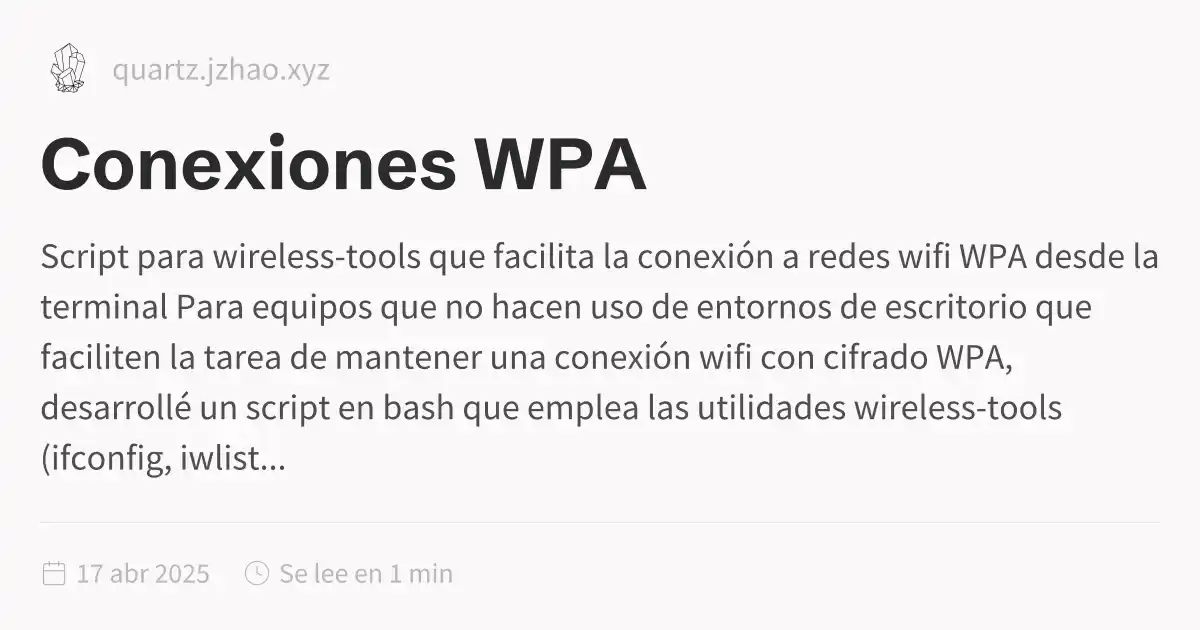 quartz.jzhao.xyz
Conexiones WPA
Script para wireless-tools que facilita la conexión a redes wifi WPA desde la
terminal Para equipos que no hacen uso de entornos de escritorio que
faciliten la tarea de mantener una conexión wifi con cifrado WPA,
desarrollé un script en bash que emplea las utilidades wireless-tools
(ifconfig, iwlist...
17 abr 2025 Se lee en 1 min